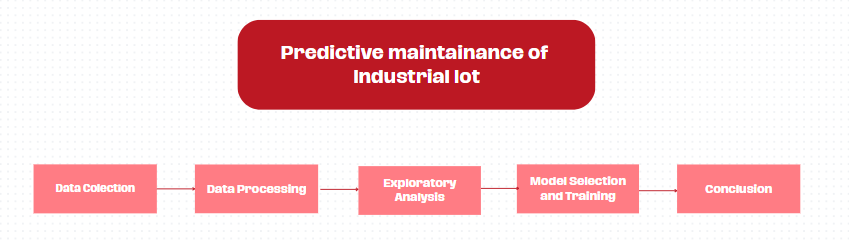 Predictive maintainance of
Industrial Iot
Data Colection
Data Processing
Exploratory
Analysis
Model Selection
and Training
Conclusion